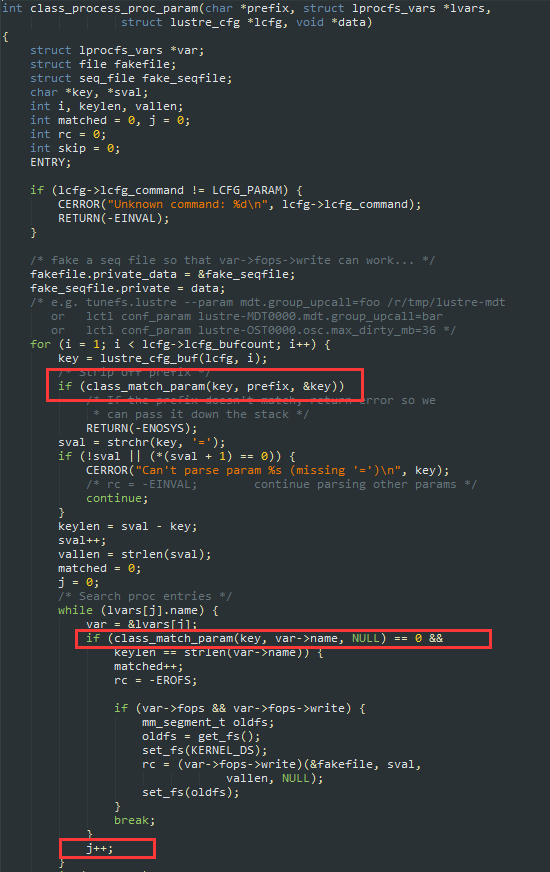 int class_process_proc_param(char *prefix, struct lprocfs_vars *lvars,
struct lustre_cfg *lcfg, void *data)
{
struct lprocfs_vars *var;
struct file fakefile;
struct seq_file fake_seqfile;
char *key, *sval;
int i, keylen, vallen;
int matched = 0, j = 0;
int rc = 0;
int skip = 0;
ENTRY;
if (lcfg->lcfg_command != LCFG_PARAM) {
CERROR("Unknown command: %d\n", lcfg->lcfg_command);
RETURN(-EINVAL);
}
/* fake a seq file so that var->fops->write can work... */
fakefile.private_data = &fake_seqfile;
fake_seqfile.private = data;
/* e.g. tunefs.lustre --param mdt.group_upcall=foo /r/tmp/lustre-mdt
or lctl conf_param lustre-MDT0000.mdt.group_upcall=bar
or lctl conf_param lustre-OST0000.osc.max_dirty_mb=36 */
for (i = 1; i < lcfg->lcfg_bufcount; i++) {
key = lustre_cfg_buf(lcfg, i);
/* Strip off prefix */
if (class_match_param(key, prefix, &key))
/* If the prefix doesn't match, return error so we
* can pass it down the stack */
RETURN(-ENOSYS);
sval = strchr(key, '=');
if (!sval || (*(sval + 1) == 0)) {
CERROR("Can't parse param %s (missing '=')\n", key);
/* rc = -EINVAL; continue parsing other params */
continue;
}
keylen = sval - key;
sval++;
vallen = strlen(sval);
matched = 0;
j = 0;
/* Search proc entries */
while (lvars[j].name) {
var = &lvars[j];
if (class_match_param(key, var->name, NULL) == 0 &&
keylen == strlen(var->name)) {
matched++;
rc = -EROFS;
if (var->fops && var->fops->write) {
mm_segment_t oldfs;
oldfs = get_fs();
set_fs(KERNEL_DS);
rc = (var->fops->write)(&fakefile, sval,
vallen, NULL);
set_fs(oldfs);
}
break;
}
j++;
}